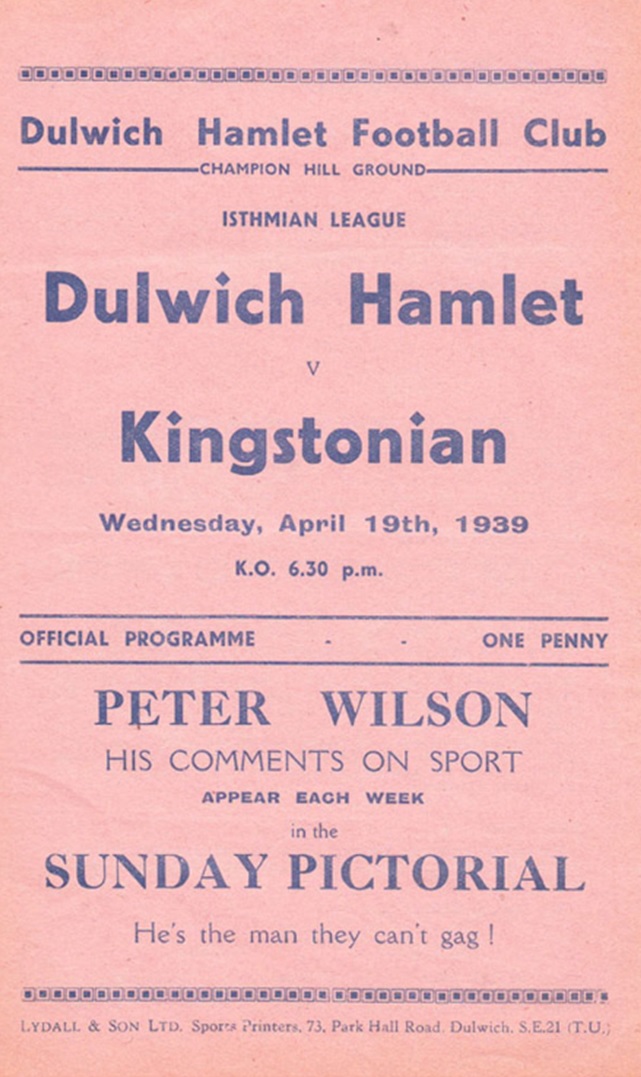 Dulwich Hamlet Football Club
CHAMPION HILL GROUND
ISTHMIAN LEAGUE
Dulwich Hamlet
v
Kingstonian
Wednesday, April 19th, 1939
K.O. 6.30 p.m.
OFFICIAL PROGRAMME - - ONE PENNY
PETER WILSON
HIS COMMENTS ON SPORT
APPEAR EACH WEEK
in the
SUNDAY PICTORIAL
He's the man they can't gag !
LYDALL & SON LTD. Sports Printers, 73, Park Hall Road, Dulwich, S.E.21 (T.U.)